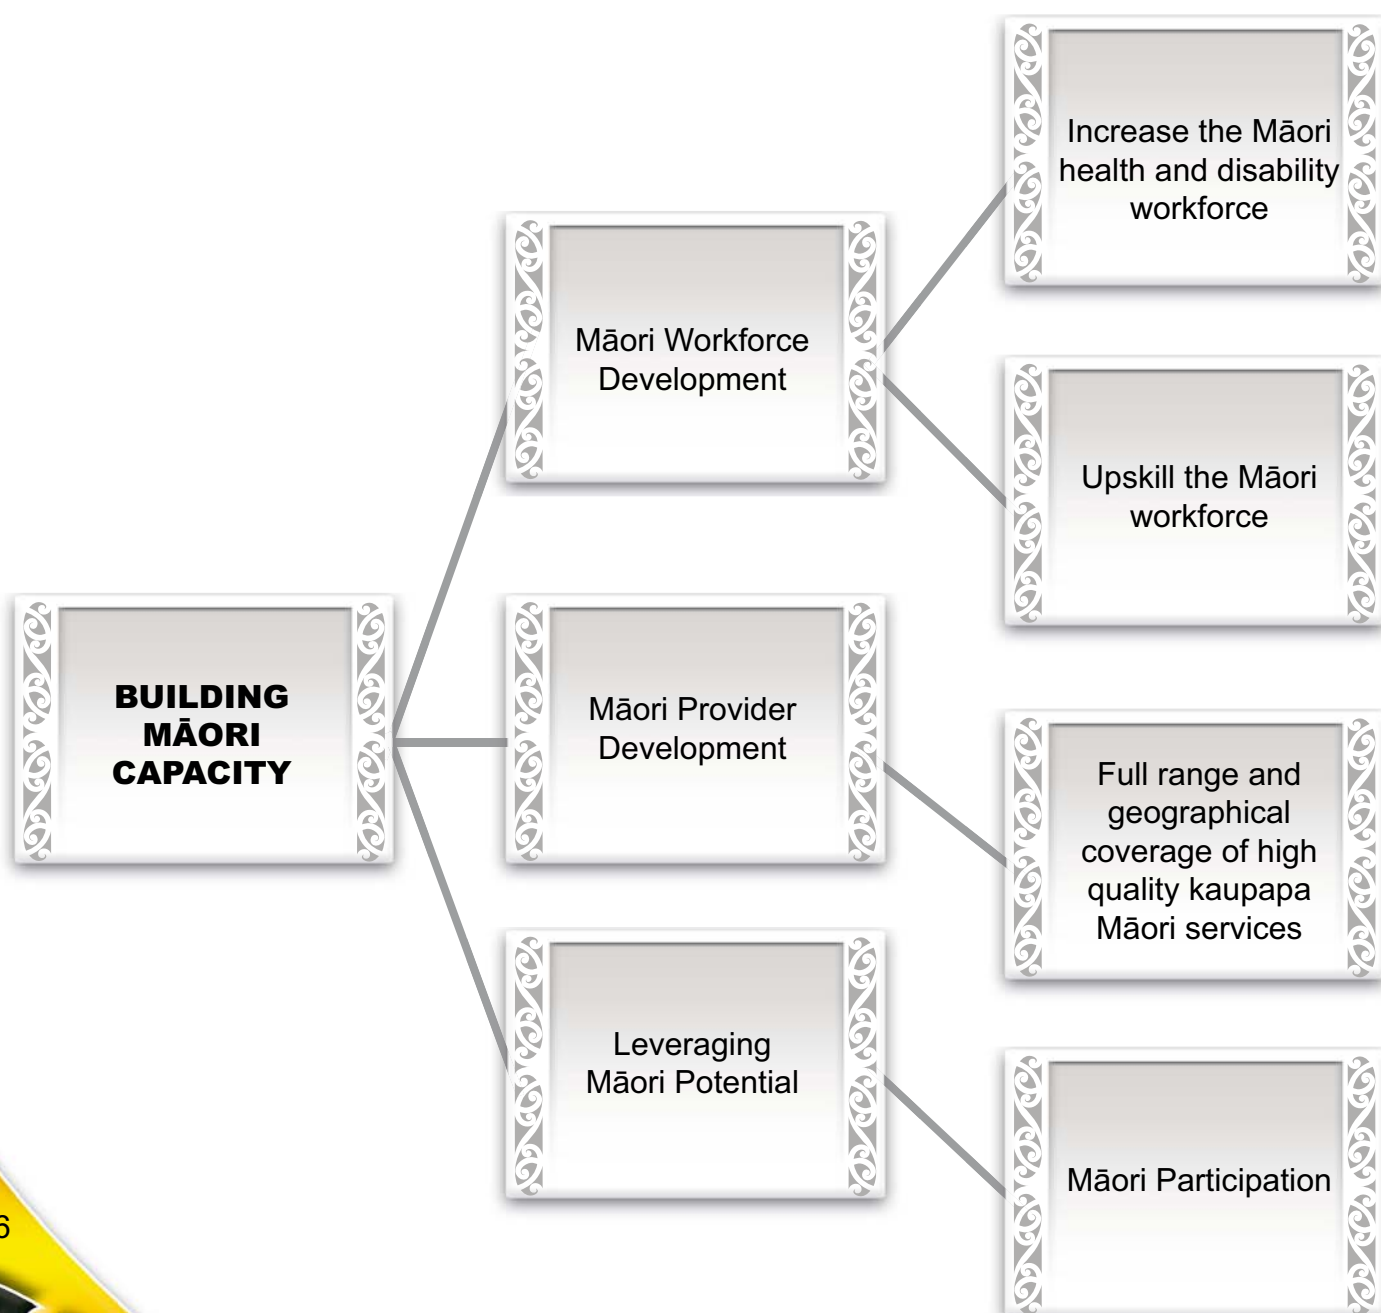 Increase the Māori
health and disability
workforce
Māori Workforce
Development
Upskill the Māori
workforce
BUILDING
MĀORI
CAPACITY
Māori Provider
Development
Full range and
geographical
coverage of high
quality kaupapa
Māori services
Leveraging
Māori Potential
Māori Participation
6